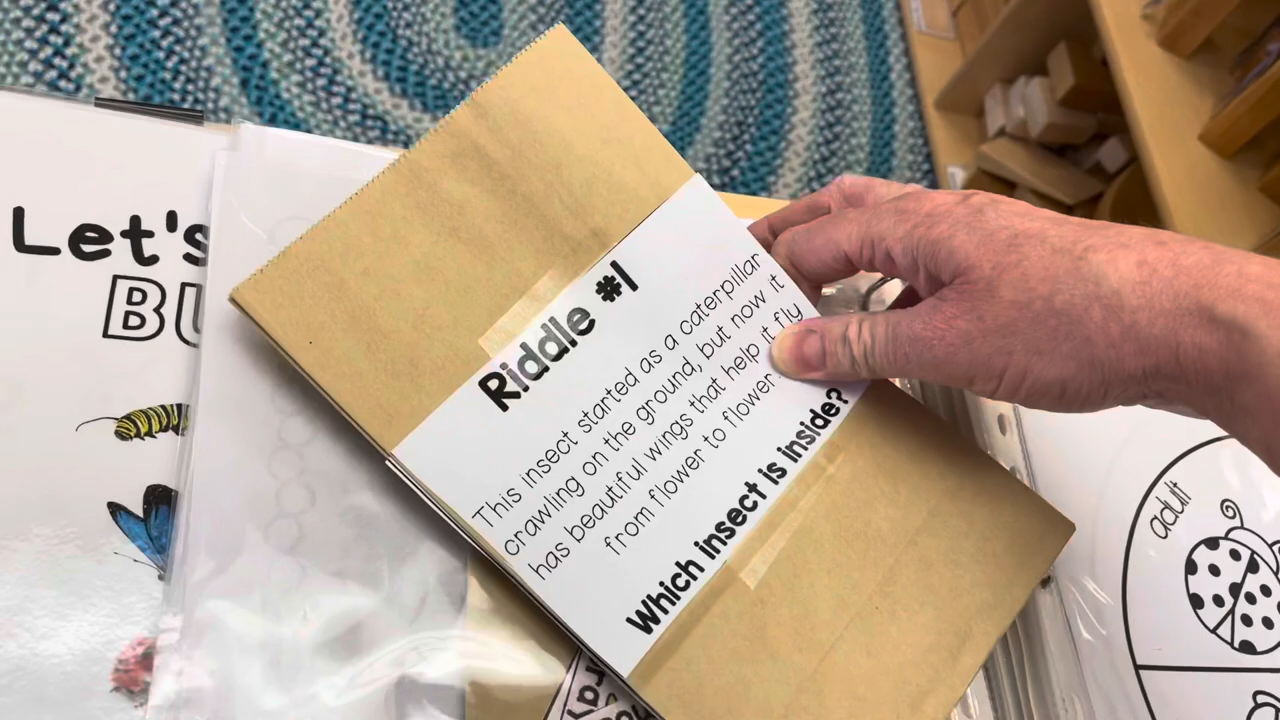 Let's
BU
Riddle #1
This insect started as a caterpillar
crawling on the ground, but now it
has beautiful wings that help it fly
from flower to flower.
Which insect is inside?
adult